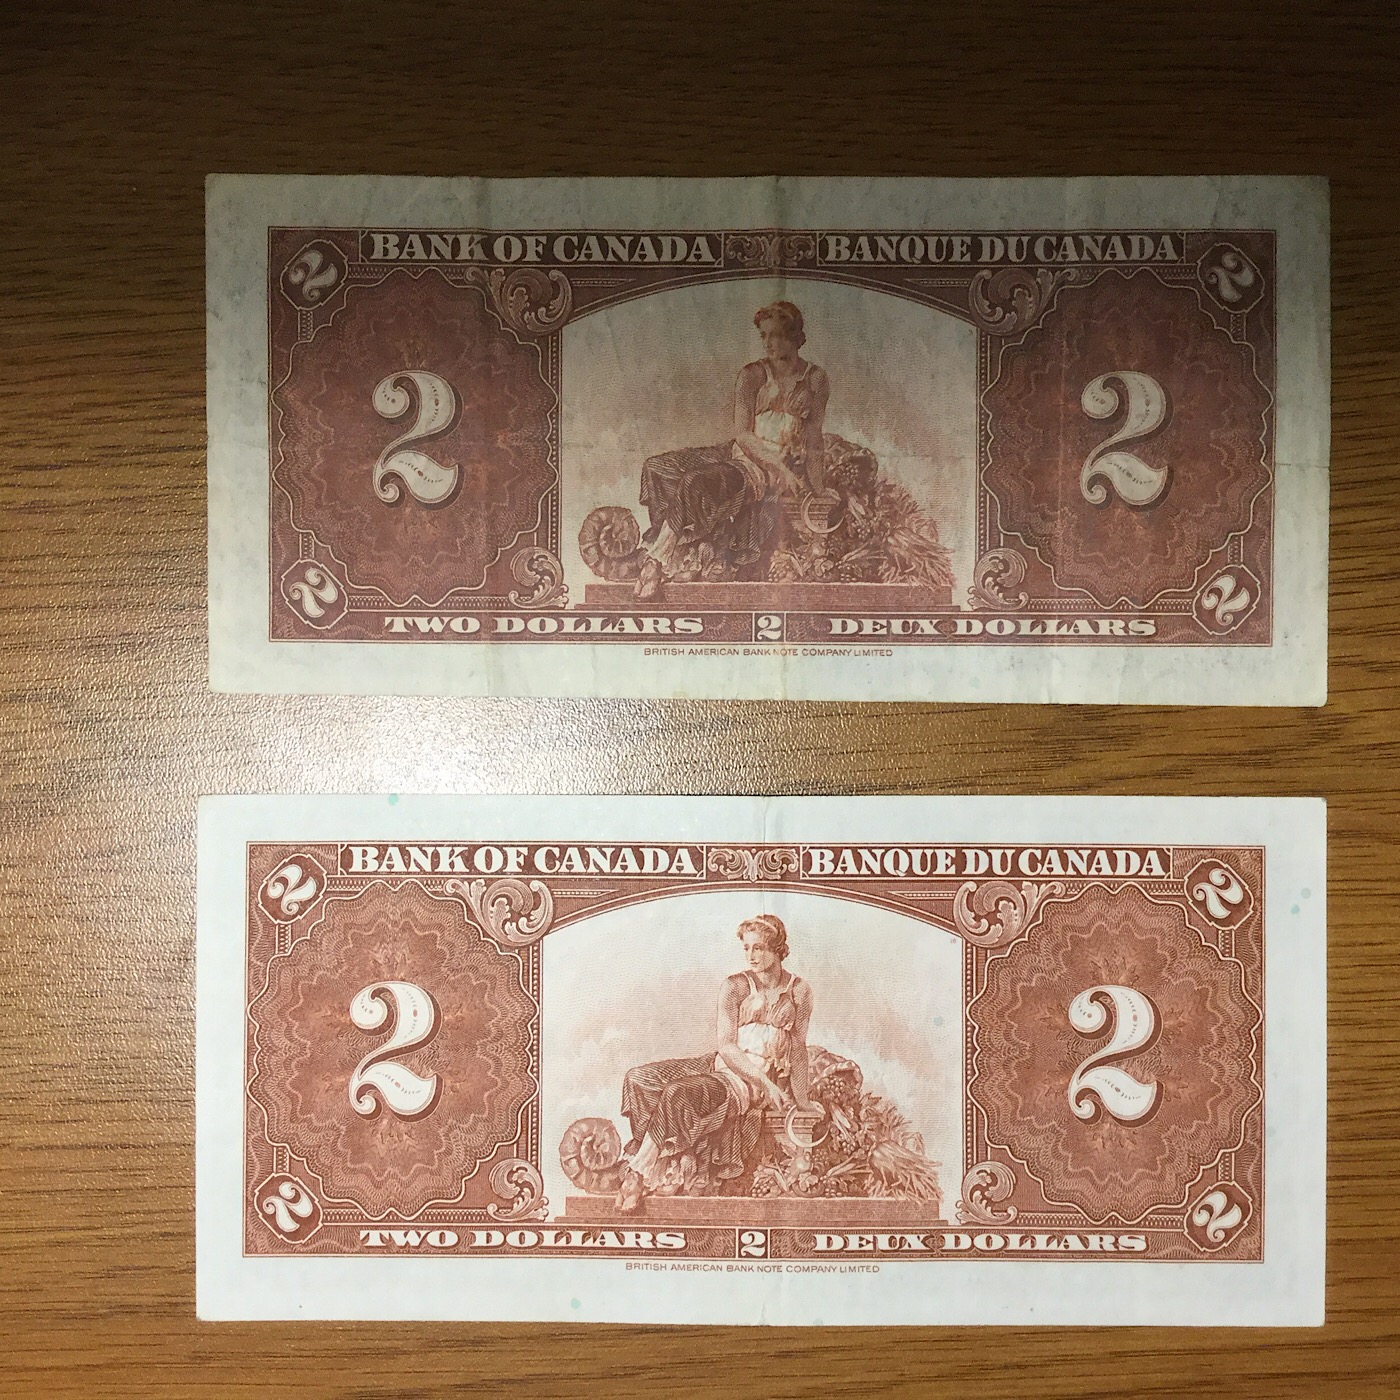 2 BANK OF CANADA BANQUE DU CANADA 2
2 2
2 TWO DOLLARS 2 DEUX DOLLARS 2
BRITISH AMERICAN BANK NOTE COMPANY LIMITED
2 BANK OF CANADA BANQUE DU CANADA 2
2 2
2 TWO DOLLARS 2 DEUX DOLLARS 2
BRITISH AMERICAN BANK NOTE COMPANY LIMITED